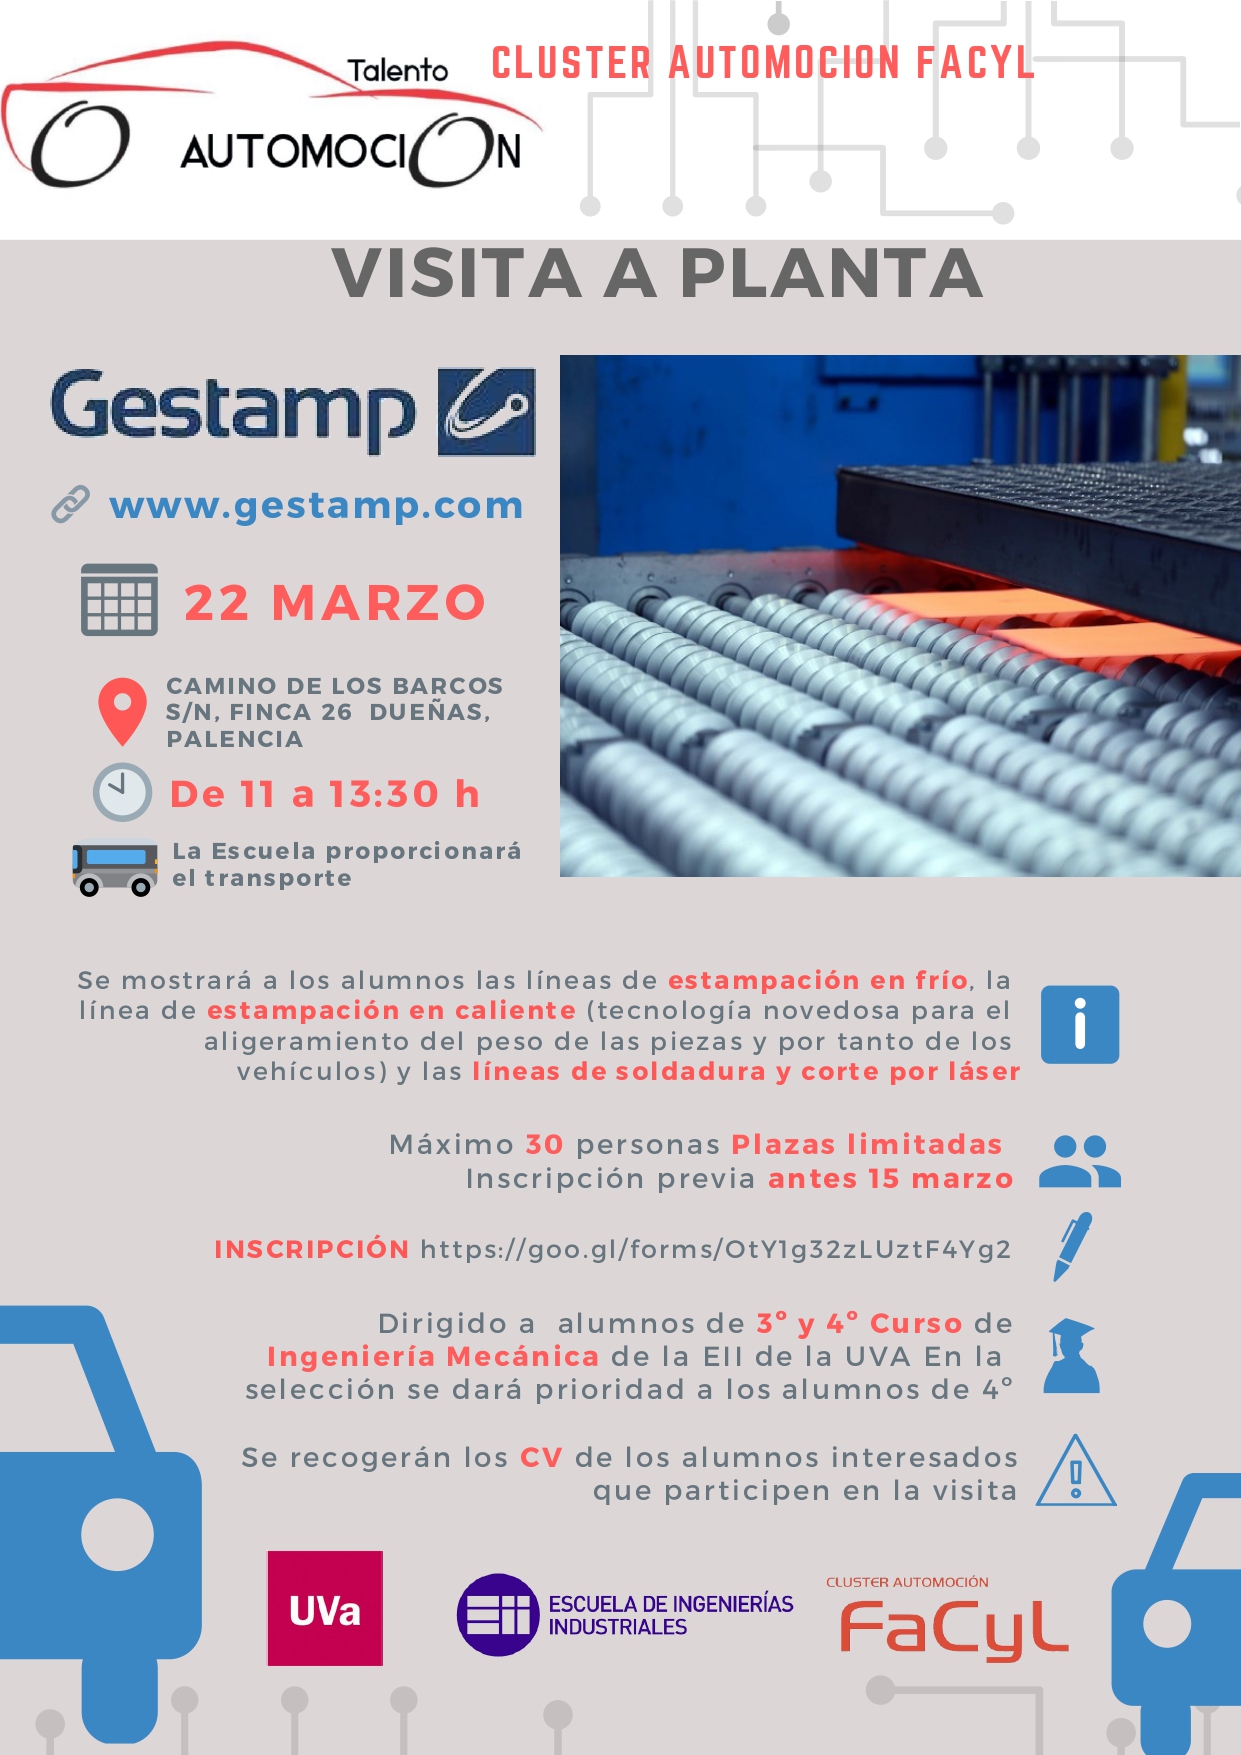 Talento
AUTOMOCIÓN
CLUSTER AUTOMOCION FACYL
VISITA A PLANTA
Gestamp
www.gestamp.com
22 MARZO
CAMINO DE LOS BARCOS
S/N, FINCA 26 DUEÑAS,
PALENCIA
De 11 a 13:30 h
La Escuela proporcionará
el transporte
Se mostrará a los alumnos las líneas de estampación en frío, la
línea de estampación en caliente (tecnología novedosa para el
aligeramiento del peso de las piezas y por tanto de los
vehículos) y las líneas de soldadura y corte por láser
Máximo 30 personas Plazas limitadas
Inscripción previa antes 15 marzo
INSCRIPCIÓN https://goo.gl/forms/OtY1g32zLUztF4Yg2
Dirigido a alumnos de 3º y 4º Curso de
Ingeniería Mecánica de la EII de la UVA En la
selección se dará prioridad a los alumnos de 4º
Se recogerán los CV de los alumnos interesados
que participen en la visita
UVa
ESCUELA DE INGENIERÍAS
INDUSTRIALES
CLUSTER AUTOMOCIÓN
FaCyL